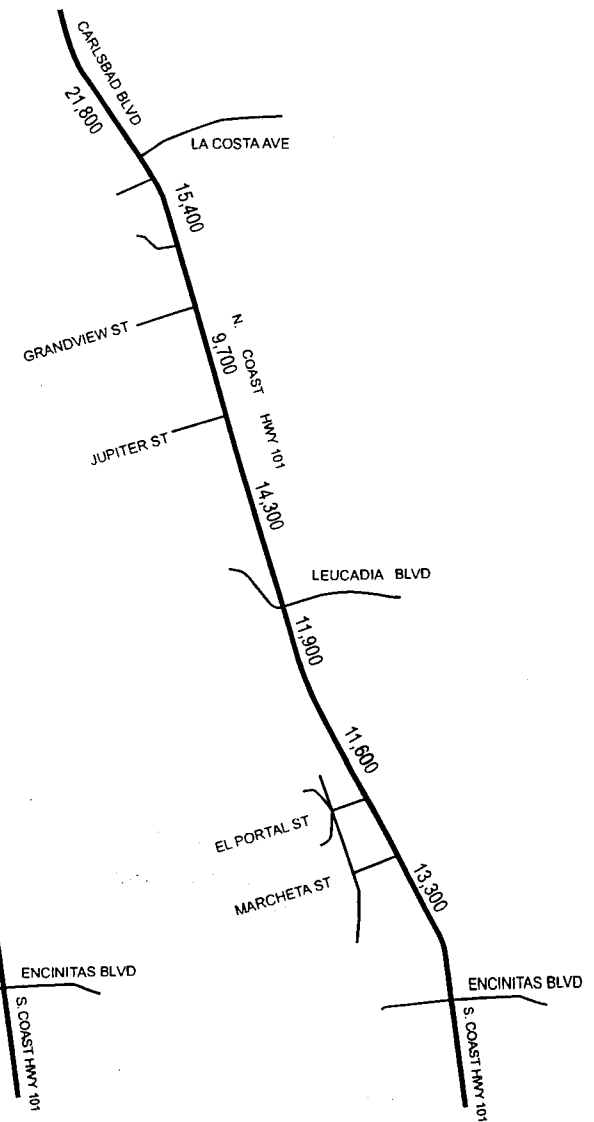 CARLSBAD BLVD
21,800
LA COSTA AVE
15,400
GRANDVIEW ST
N. COAST HWY 101
9,700
JUPITER ST
14,300
LEUCADIA BLVD
11,900
11,600
EL PORTAL ST
MARCHETA ST
13,300
ENCINITAS BLVD
S. COAST HWY 101
ENCINITAS BLVD
S. COAST HWY 101